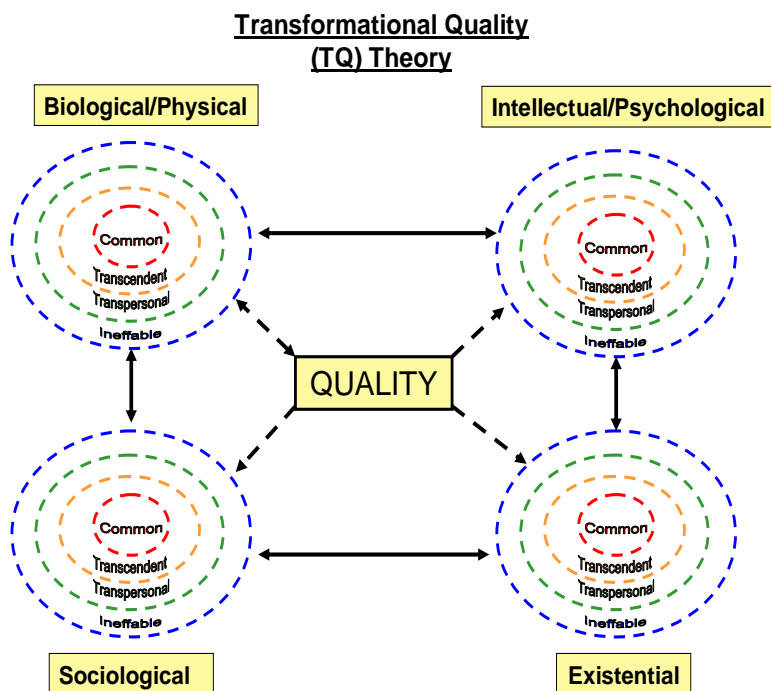 Transformational Quality
(TQ) Theory
Biological/Physical
Intellectual/Psychological
Common
Transcendent
Transpersonal
Ineffable
Common
Transcendent
Transpersonal
Ineffable
QUALITY
Common
Transcendent
Transpersonal
Ineffable
Common
Transcendent
Transpersonal
Ineffable
Sociological
Existential